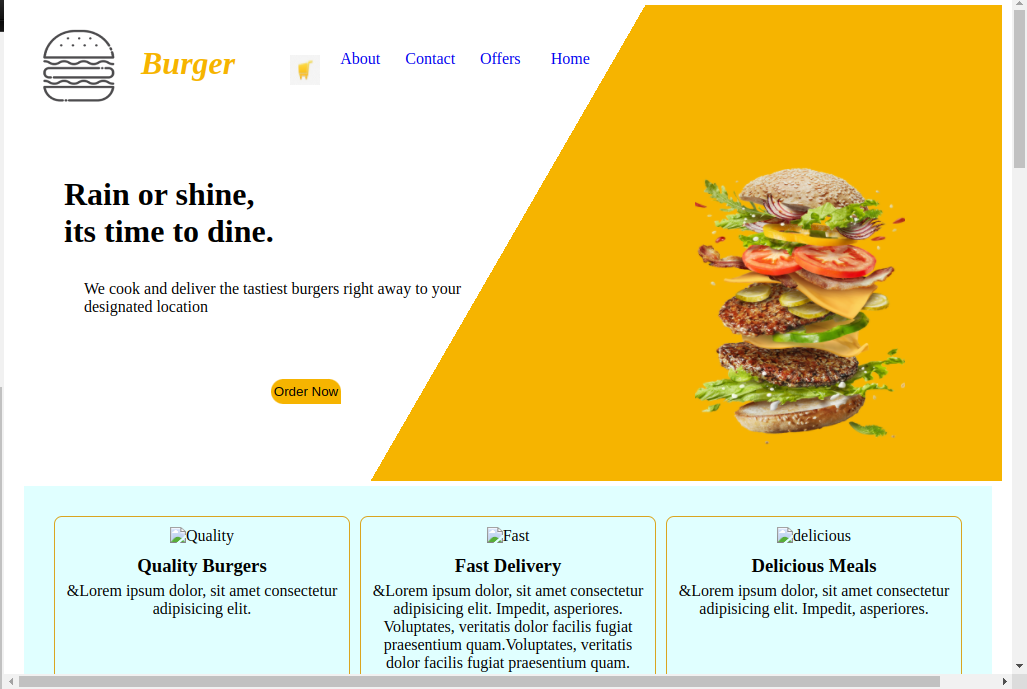 Burger
About Contact Offers Home
Rain or shine,
its time to dine.
We cook and deliver the tastiest burgers right away to your
designated location
Order Now
Quality
Quality Burgers
&Lorem ipsum dolor, sit amet consectetur
adipisicing elit.
Fast
Fast Delivery
&Lorem ipsum dolor, sit amet consectetur
adipisicing elit. Impedit, asperiores.
Voluptates, veritatis dolor facilis fugiat
praesentium quam.Voluptates, veritatis
dolor facilis fugiat praesentium quam.
delicious
Delicious Meals
&Lorem ipsum dolor, sit amet consectetur
adipisicing elit. Impedit, asperiores.